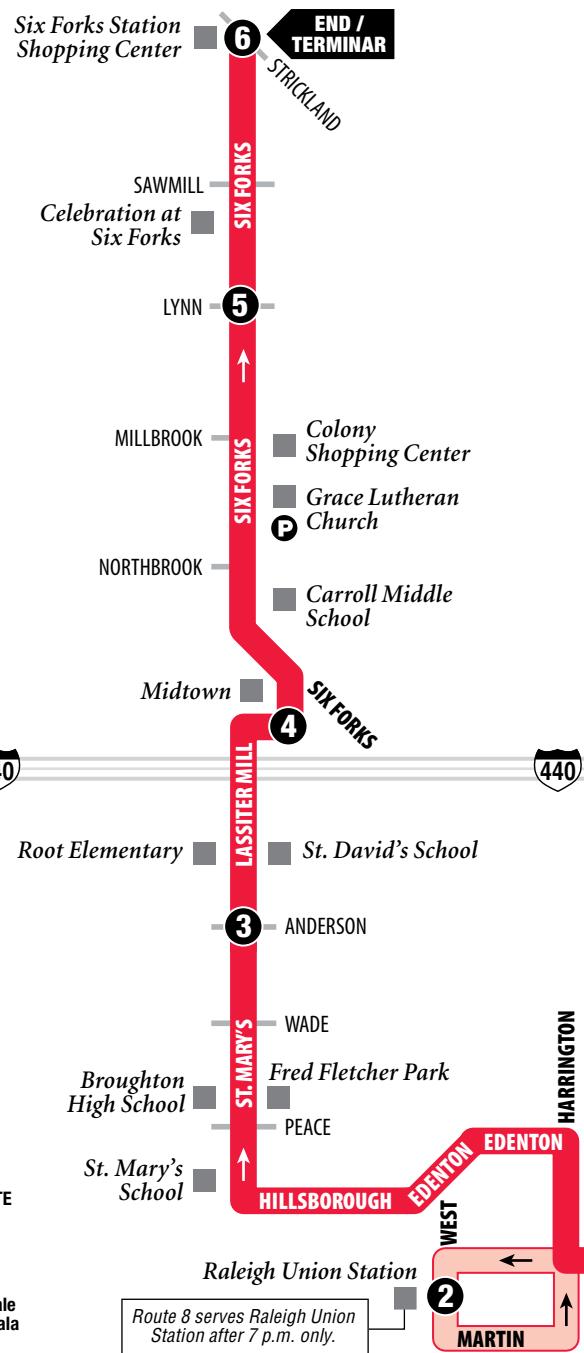 Six Forks Station
Shopping Center
6
END /
TERMINAR
STRICKLAND
SIX FORKS
SAWMILL
Celebration at
Six Forks
LYNN
5
MILLBROOK
SIX FORKS
Colony
Shopping Center
Grace Lutheran
Church
P
NORTHBROOK
Carroll Middle
School
Midtown
SIX FORKS
4
LASSITER MILL
440
Root Elementary
St. David's School
3
ANDERSON
WADE
ST. MARY'S
HARRINGTON
Broughton
High School
Fred Fletcher Park
PEACE
EDENTON
St. Mary's
School
EDENTON
HILLSBOROUGH
WEST
Raleigh Union Station
2
Route 8 serves Raleigh Union
Station after 7 p.m. only.
MARTIN